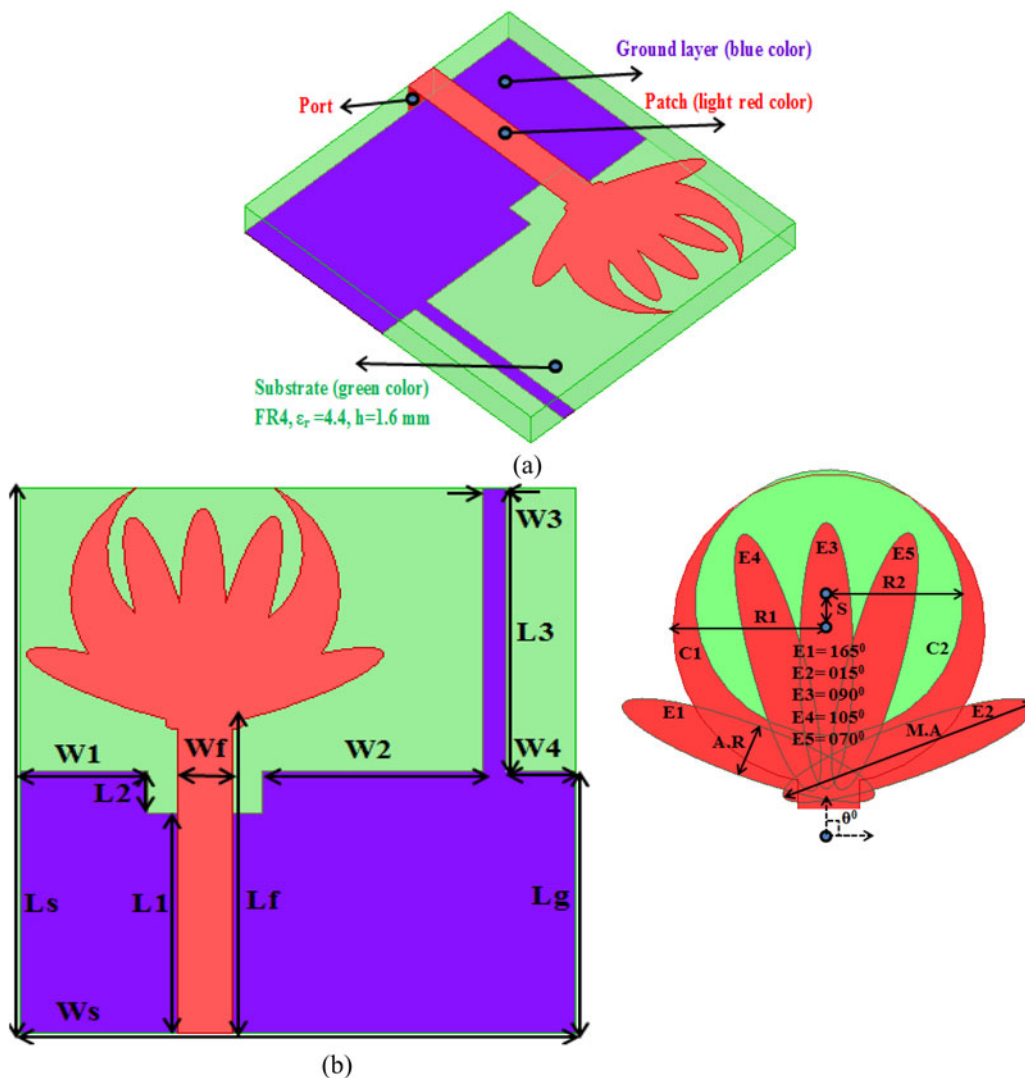 Ground layer (blue color)
Port
Patch (light red color)
Substrate (green color)
FR4, εr =4.4, h=1.6 mm
(a)
W3
L3
W1
Wf
W2
W4
L2
Ls
L1
Lf
Lg
Ws
(b)
E4
E3
E5
R2
S
R1
C1
C2
E1= 165⁰
E2= 015⁰
E3= 090⁰
E4= 105⁰
E5= 070⁰
E1
E2
A.R
M.A
θ⁰